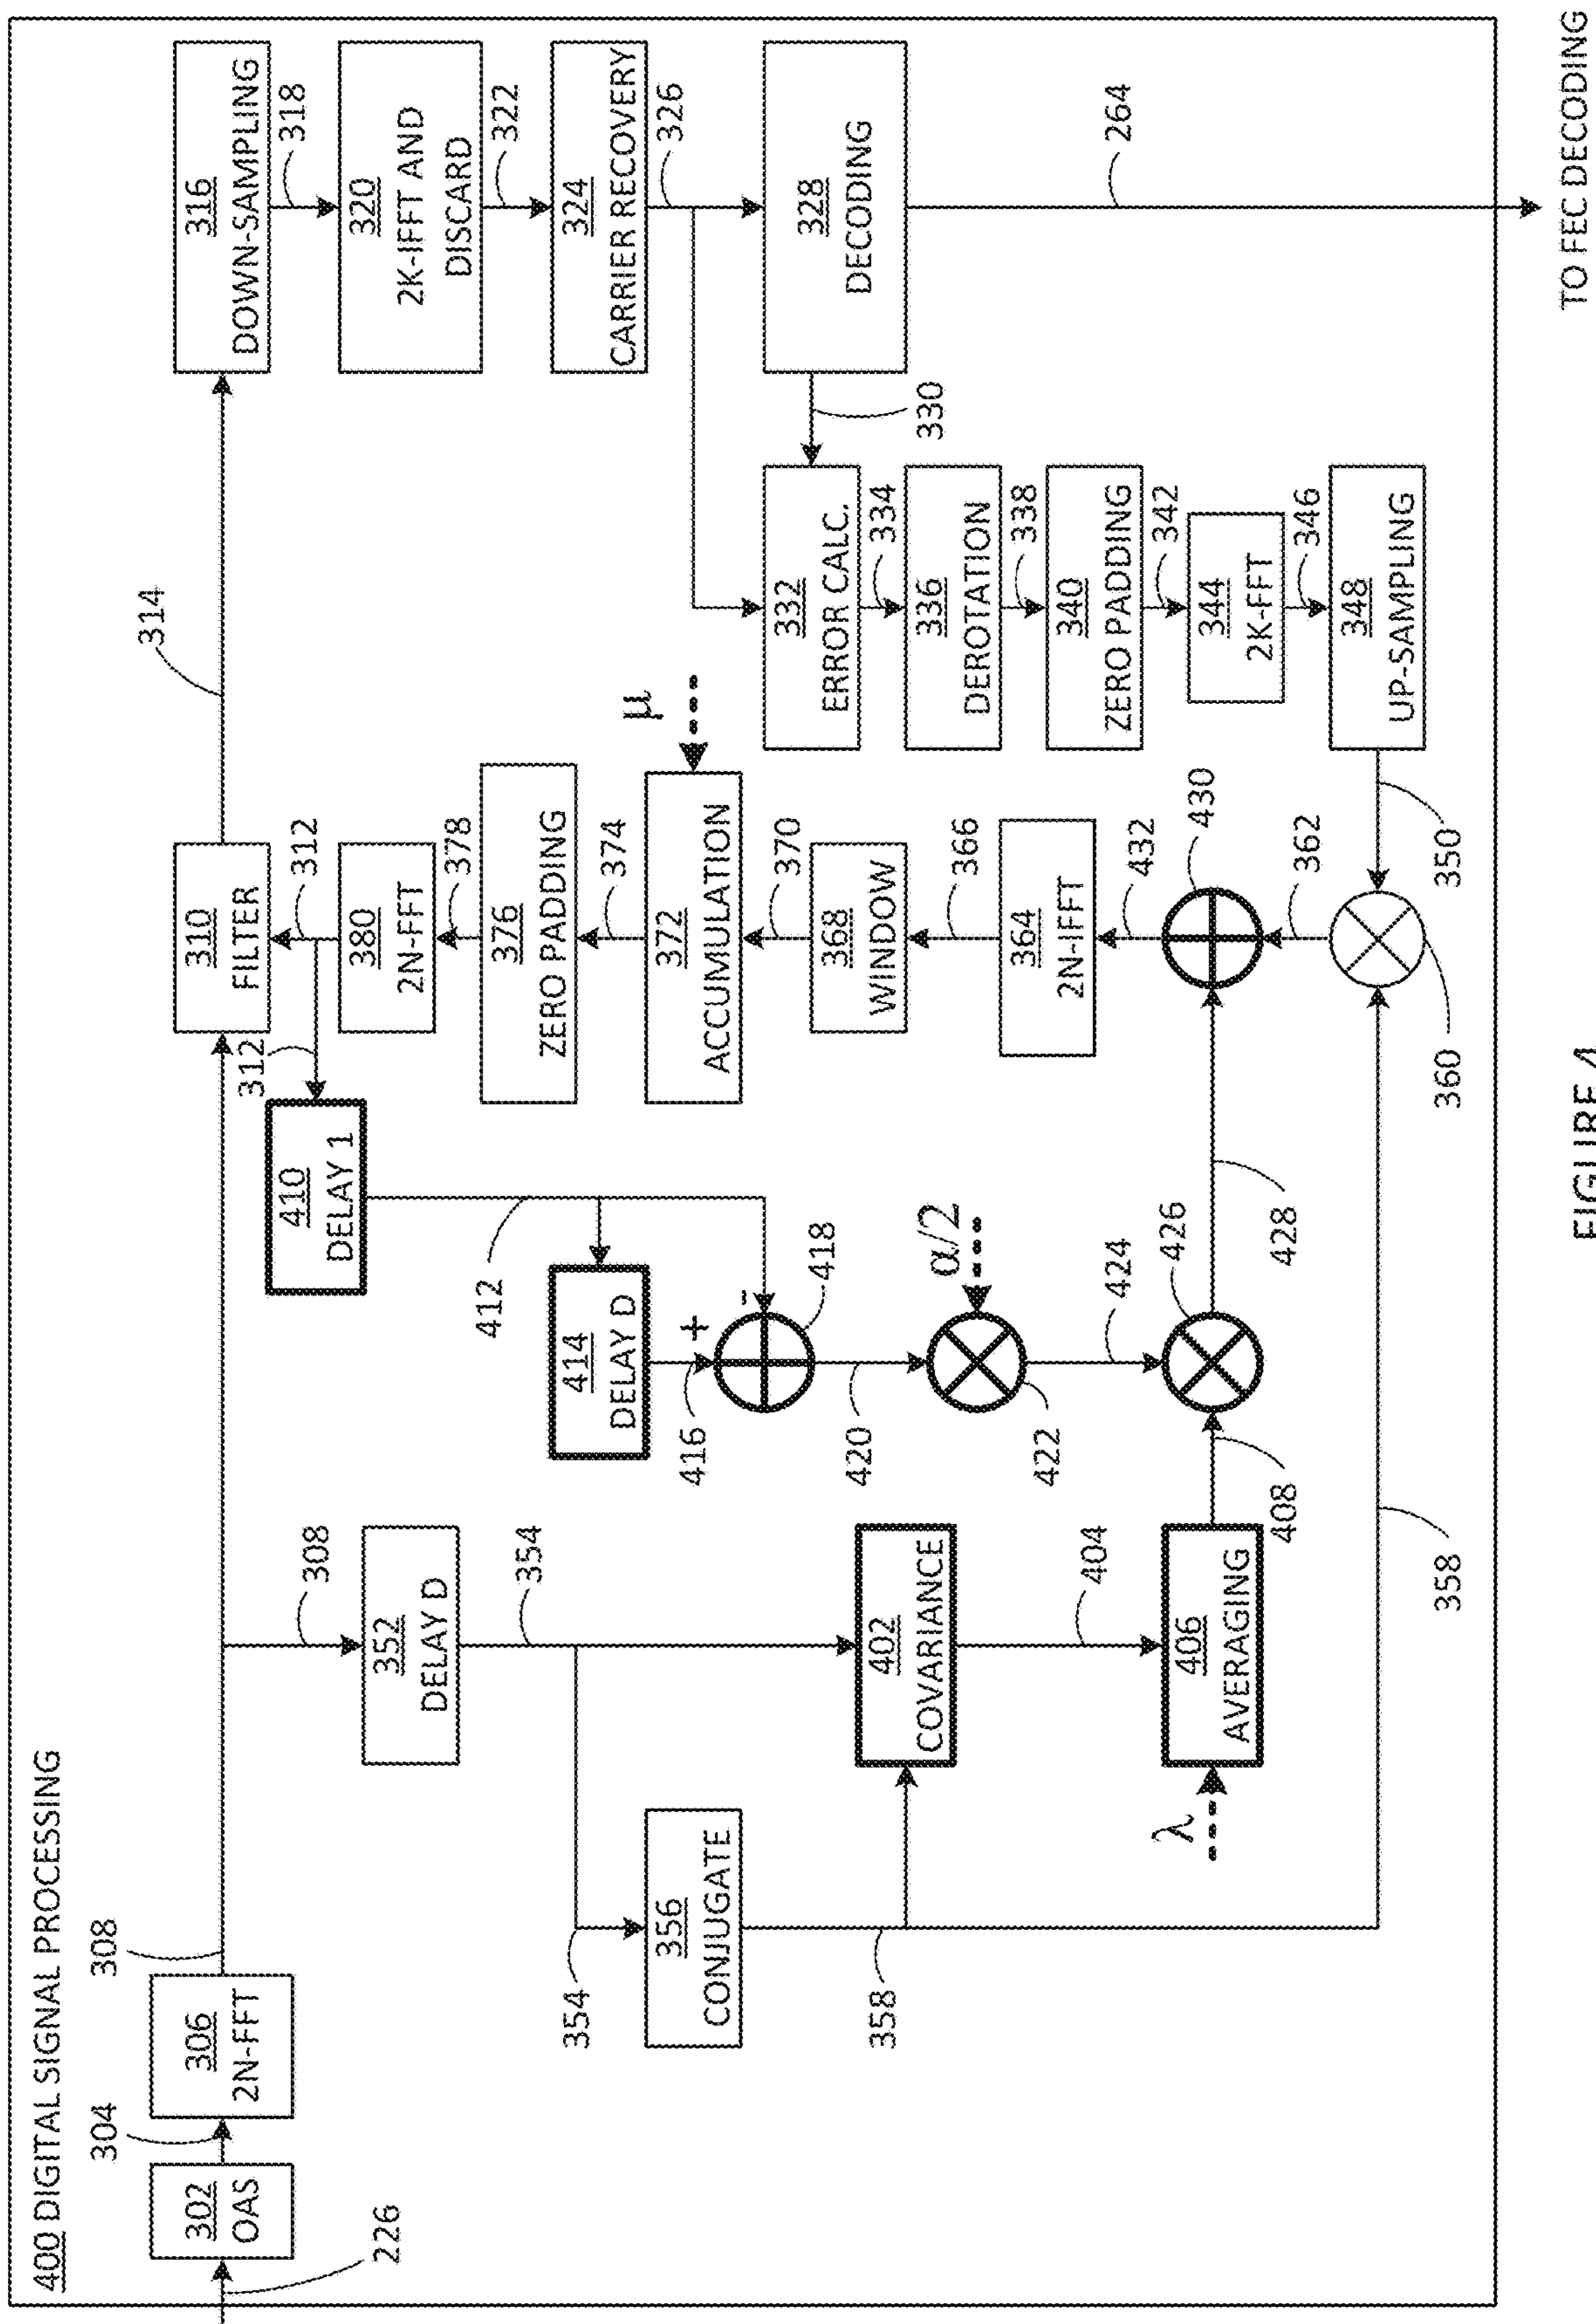 400 DIGITAL SIGNAL PROCESSING
226
302
OAS
304
306
2N-FFT
308
310
FILTER
314
316
DOWN-SAMPLING
318
320
2K-IFFT AND
DISCARD
322
324
CARRIER RECOVERY
326
328
DECODING
264
TO FEC DECODING
330
332
ERROR CALC.
334
336
DEROTATION
338
340
ZERO PADDING
342
344
2K-FFT
346
348
UP-SAMPLING
350
360
362
430
432
364
2N-IFFT
366
368
WINDOW
370
372
ACCUMULATION
μ
374
376
ZERO PADDING
378
380
2N-FFT
312
312
410
DELAY 1
412
414
DELAY D
416
+
-
418
420
α/2
422
424
426
428
308
352
DELAY D
354
354
356
CONJUGATE
358
402
COVARIANCE
404
406
AVERAGING
λ
408
358
FIGURE 4